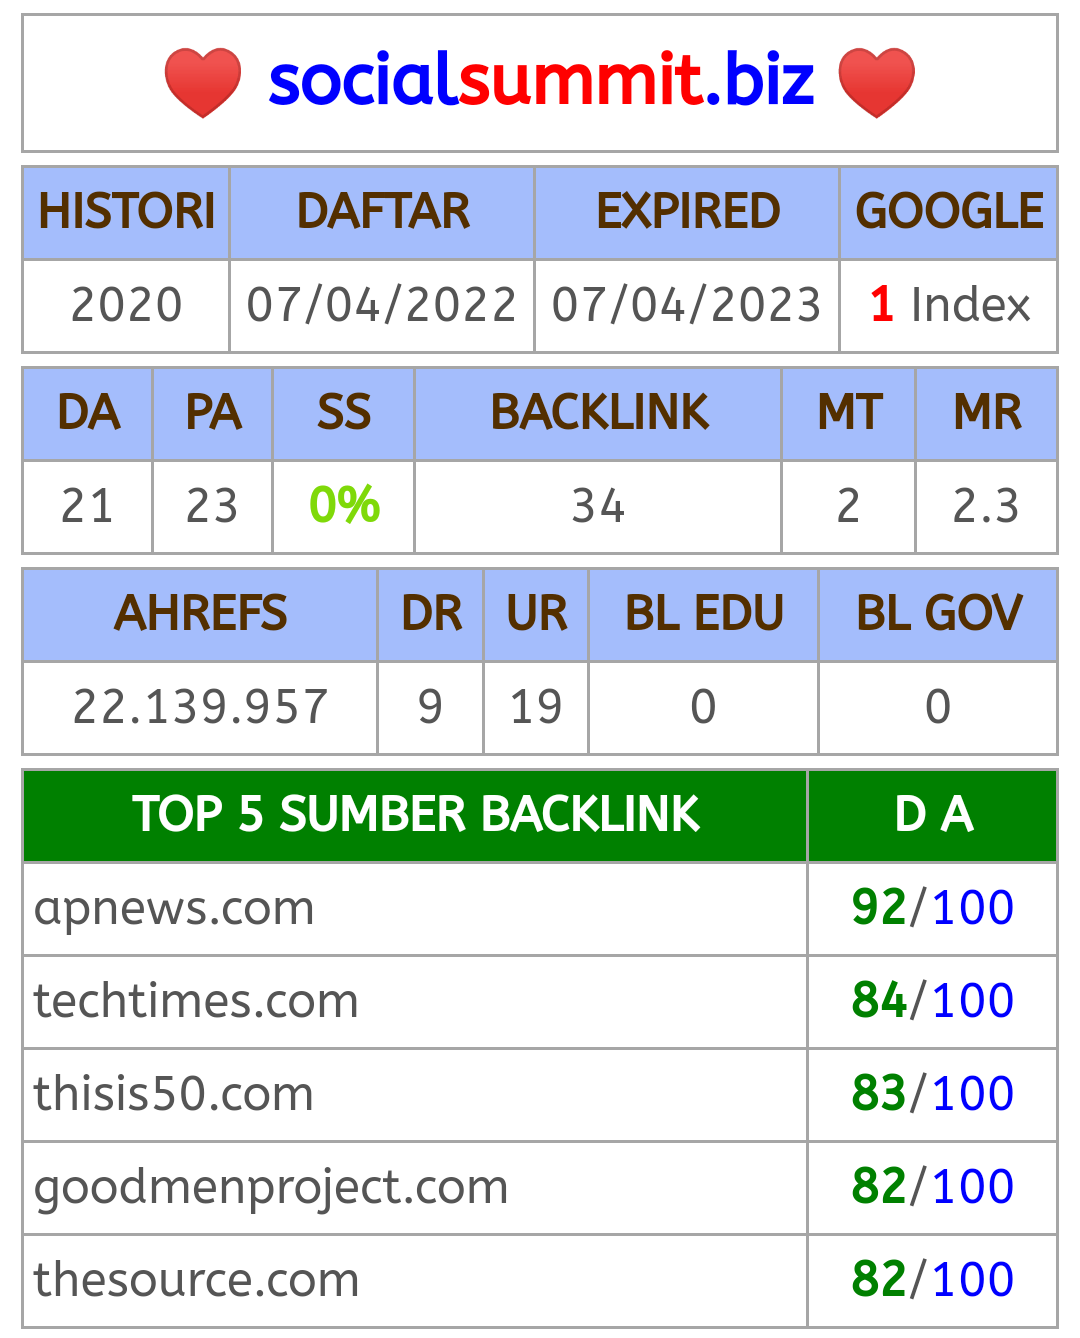 socialsummit.biz
HISTORI DAFTAR EXPIRED GOOGLE
2020 07/04/2022 07/04/2023 1 Index
DA PA SS BACKLINK MT MR
21 23 0% 34 2 2.3
AHREFS DR UR BL EDU BL GOV
22.139.957 9 19 0 0
TOP 5 SUMBER BACKLINK D A
apnews.com 92/100
techtimes.com 84/100
thisis50.com 83/100
goodmenproject.com 82/100
thesource.com 82/100